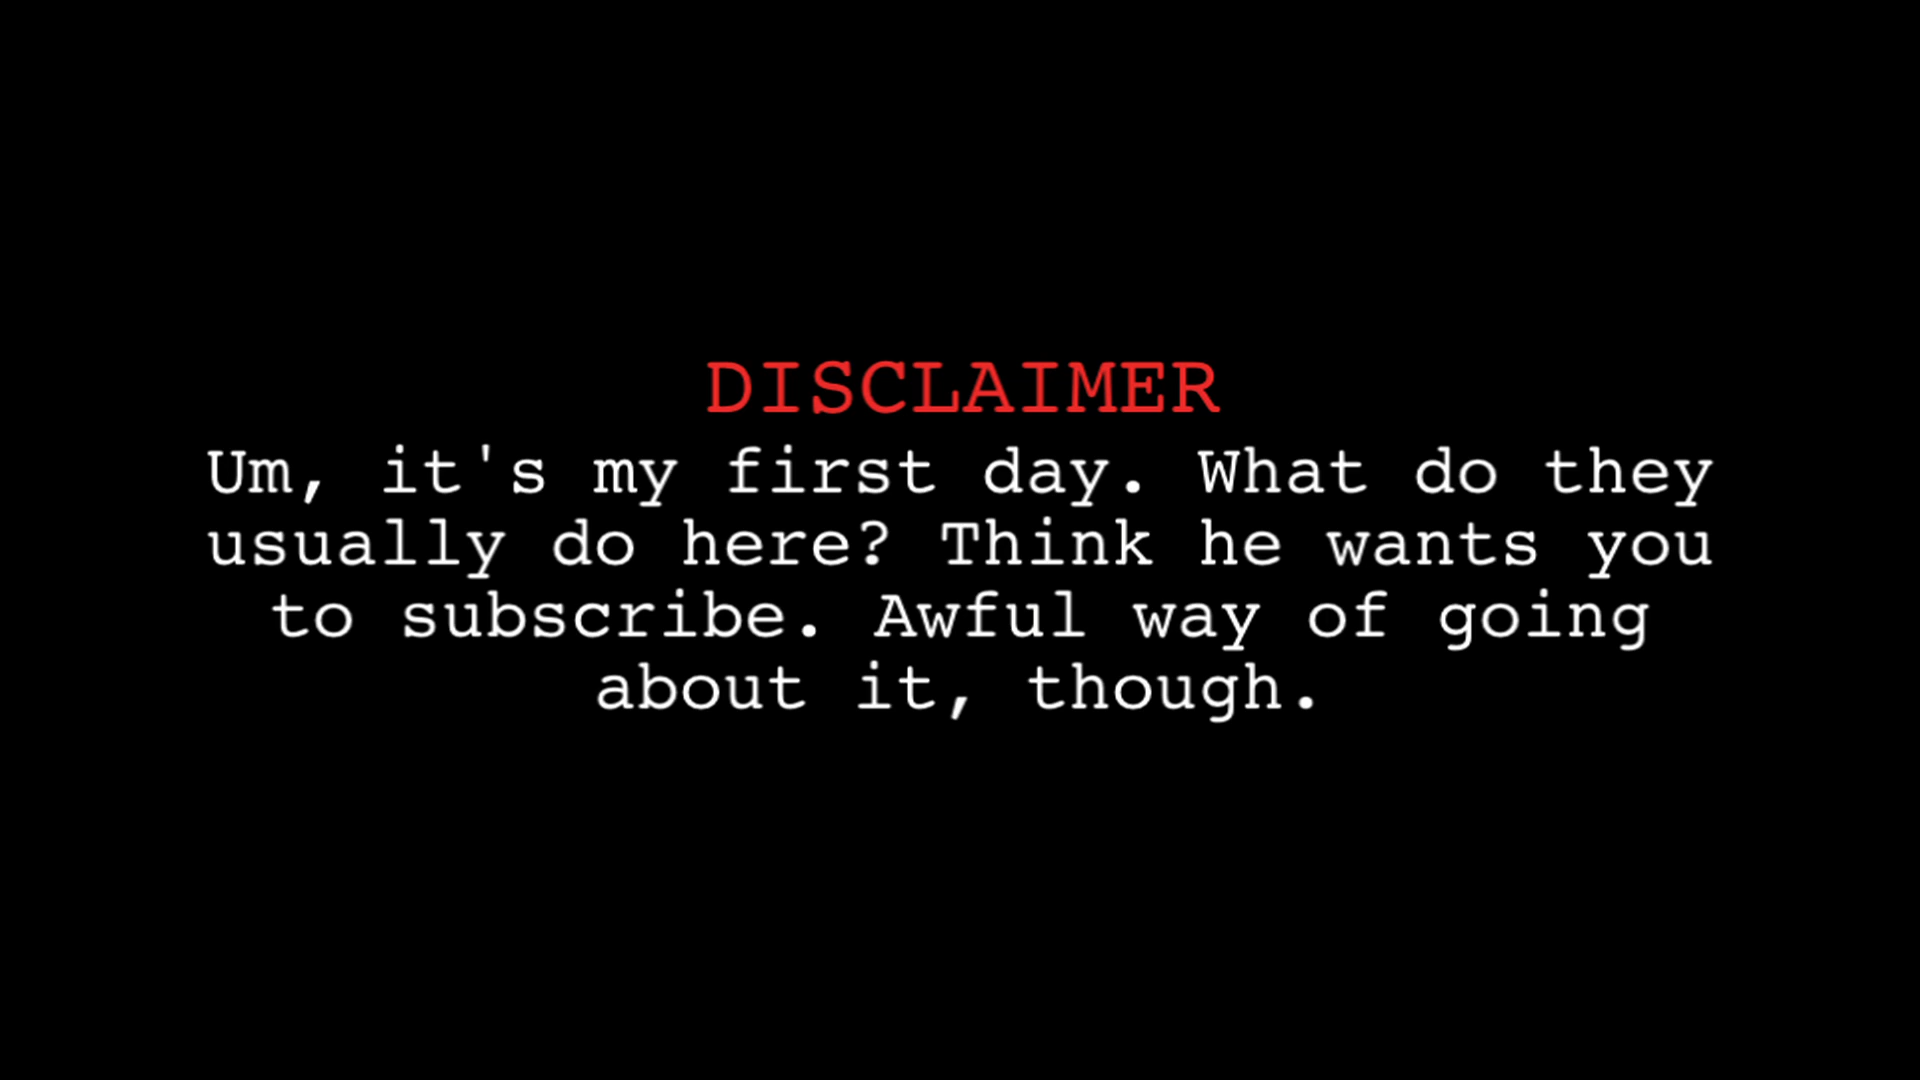 DISCLAIMER
Um, it's my first day. What do they
usually do here? Think he wants you
to subscribe. Awful way of going
about it, though.